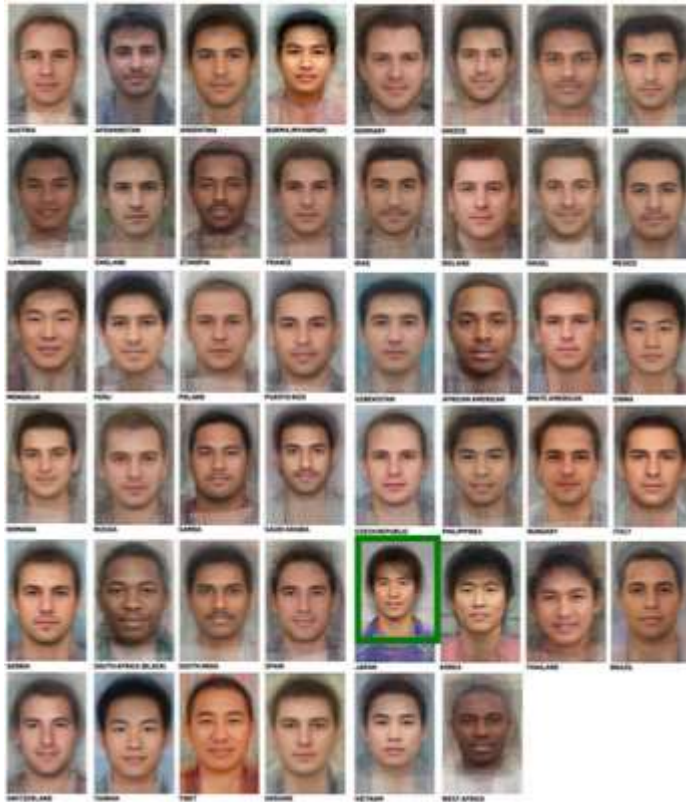 AUSTRIA AFGHANISTAN ARGENTINA BURMA (MYANMAR) GERMANY GREECE INDIA IRAN
CAMBODIA ENGLAND ETHIOPIA FRANCE IRAQ IRELAND ISRAEL MEXICO
MONGOLIA PERU POLAND PUERTO RICO UZBEKISTAN AFRICAN AMERICAN WHITE AMERICAN CHINA
ROMANIA RUSSIA SAMOA SAUDI ARABIA CZECH REPUBLIC PHILIPPINES HUNGARY ITALY
SERBIA SOUTH AFRICA (BLACK) SOUTH INDIA SPAIN JAPAN KOREA THAILAND BRAZIL
SWITZERLAND TAIWAN TIBET UKRAINE VIETNAM WEST AFRICA